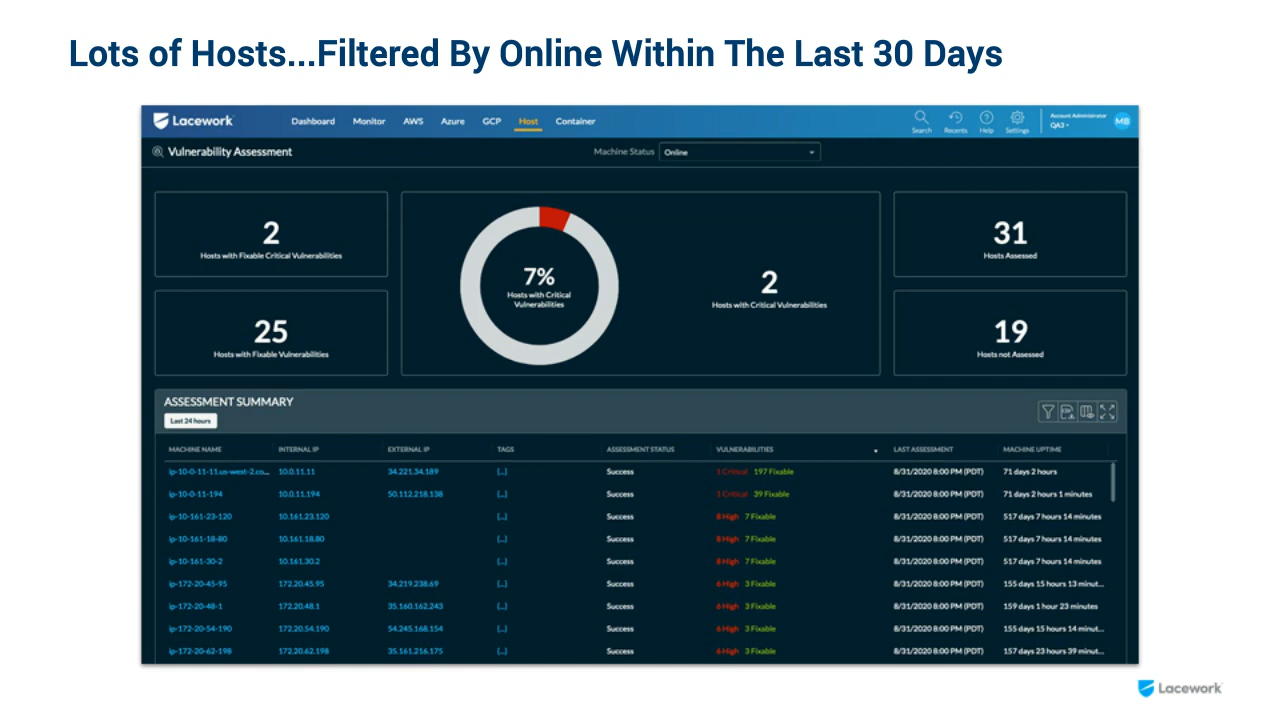 Lots of Hosts...Filtered By Online Within The Last 30 Days
Lacework Dashboard Monitor AWS Azure GCP Host Container Search Recents Help Settings Account Administrator QA3 MB
Vulnerability Assessment Machine Status Online
2
Hosts with Fixable Critical Vulnerabilities
25
Hosts with Fixable Vulnerabilities
7%
Hosts with Critical
Vulnerabilities
2
Hosts with Critical Vulnerabilities
31
Hosts Assessed
19
Hosts not Assessed
ASSESSMENT SUMMARY
Last 24 hours
MACHINE NAME INTERNAL IP EXTERNAL IP TAGS ASSESSMENT STATUS VULNERABILITIES LAST ASSESSMENT MACHINE UPTIME
ip-10-0-11-11.us-west-2.co... 10.0.11.11 34.221.34.189 {...} Success 1 Critical 197 Fixable 8/31/2020 8:00 PM (PDT) 71 days 2 hours
ip-10-0-11-194 10.0.11.194 50.112.218.138 {...} Success 1 Critical 39 Fixable 8/31/2020 8:00 PM (PDT) 71 days 2 hours 1 minutes
ip-10-161-23-120 10.161.23.120 {...} Success 8 High 7 Fixable 8/31/2020 8:00 PM (PDT) 517 days 7 hours 14 minutes
ip-10-161-18-80 10.161.18.80 {...} Success 8 High 7 Fixable 8/31/2020 8:00 PM (PDT) 517 days 7 hours 14 minutes
ip-10-161-30-2 10.161.30.2 {...} Success 8 High 7 Fixable 8/31/2020 8:00 PM (PDT) 517 days 7 hours 14 minutes
ip-172-20-45-95 172.20.45.95 34.219.238.69 {...} Success 6 High 3 Fixable 8/31/2020 8:00 PM (PDT) 155 days 15 hours 13 minut...
ip-172-20-48-1 172.20.48.1 35.160.162.243 {...} Success 6 High 3 Fixable 8/31/2020 8:00 PM (PDT) 159 days 1 hour 23 minutes
ip-172-20-54-190 172.20.54.190 54.245.168.154 {...} Success 6 High 3 Fixable 8/31/2020 8:00 PM (PDT) 155 days 15 hours 14 minut...
ip-172-20-62-198 172.20.62.198 35.161.216.175 {...} Success 6 High 3 Fixable 8/31/2020 8:00 PM (PDT) 157 days 23 hours 39 minut...
Lacework